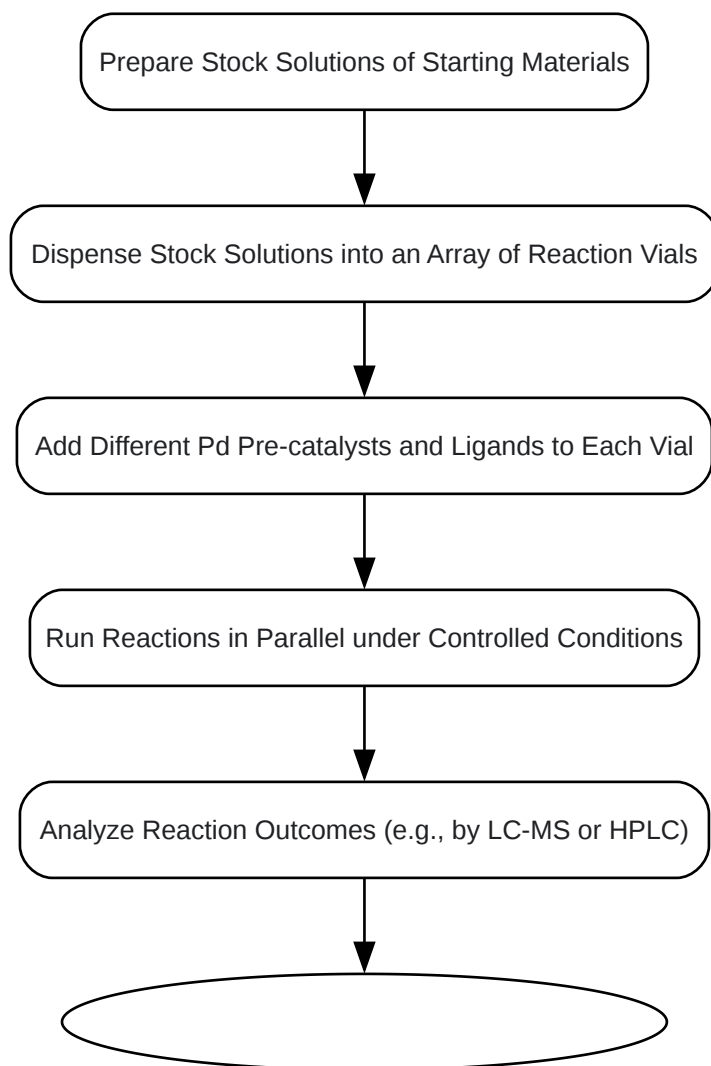 Prepare Stock Solutions of Starting Materials
Dispense Stock Solutions into an Array of Reaction Vials
Add Different Pd Pre-catalysts and Ligands to Each Vial
Run Reactions in Parallel under Controlled Conditions
Analyze Reaction Outcomes (e.g., by LC-MS or HPLC)